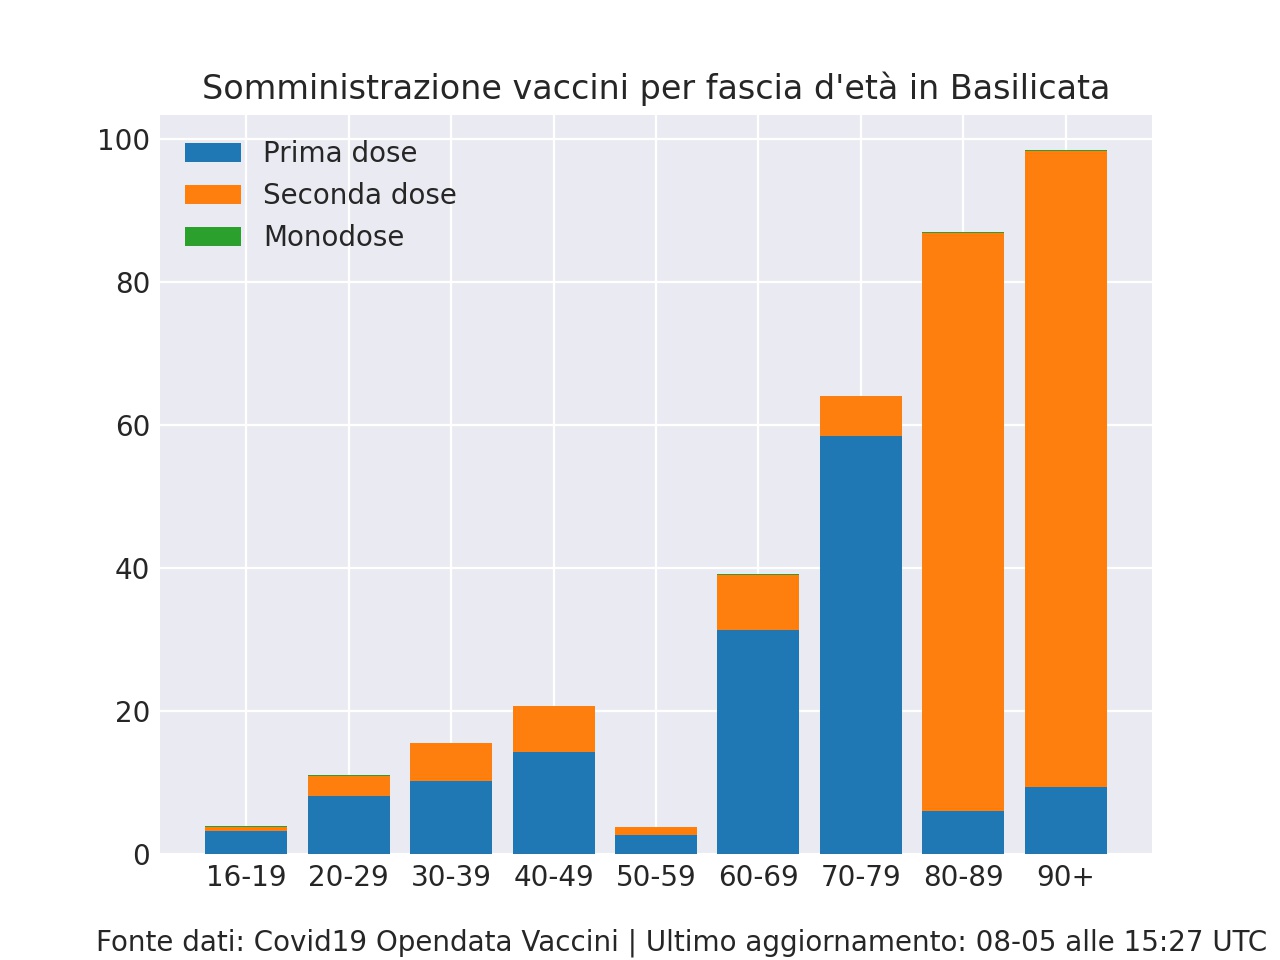 Somministrazione vaccini per fascia d'età in Basilicata
100
80
60
40
20
0
Prima dose
Seconda dose
Monodose
16-19 20-29 30-39 40-49 50-59 60-69 70-79 80-89 90+
Fonte dati: Covid19 Opendata Vaccini | Ultimo aggiornamento: 08-05 alle 15:27 UTC